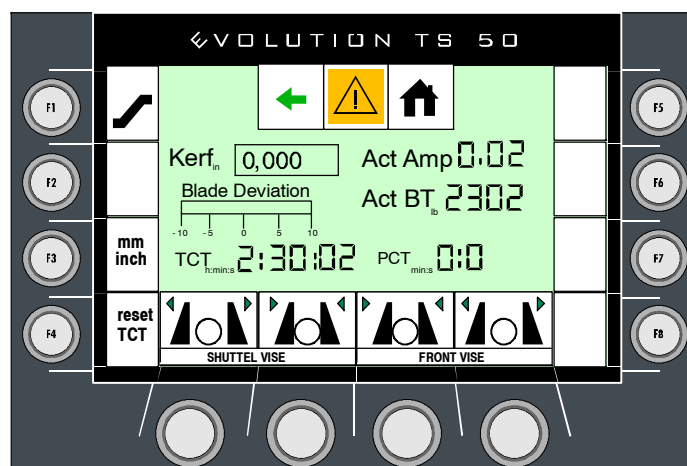 EVOLUTION TS 50
F1
F5
Kerf in 0,000
Act Amp 0.02
F2
F6
Blade Deviation
Act BT lb 2302
-10 -5 0 5 10
F3
mm
inch
TCT h:min:s 2:30:02
PCT min:s 0:0
F7
F4
reset
TCT
F8
SHUTTEL VISE
FRONT VISE